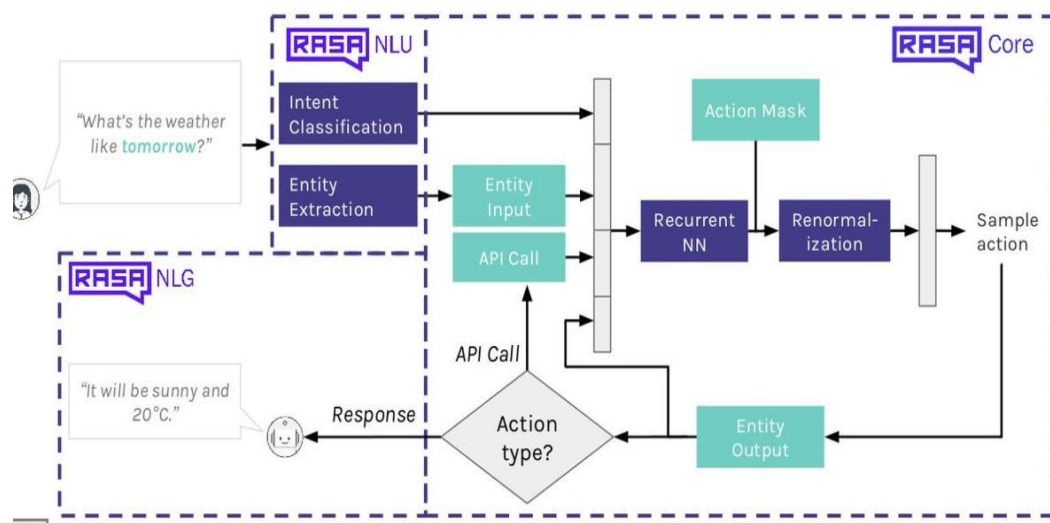 RASA NLU
RASA Core
"What's the weather
like tomorrow?"
Intent
Classification
Entity
Extraction
Entity
Input
API Call
Action Mask
Recurrent
NN
Renormal-
ization
Sample
action
RASA NLG
"It will be sunny and
20°C."
Response
API Call
Action
type?
Entity
Output